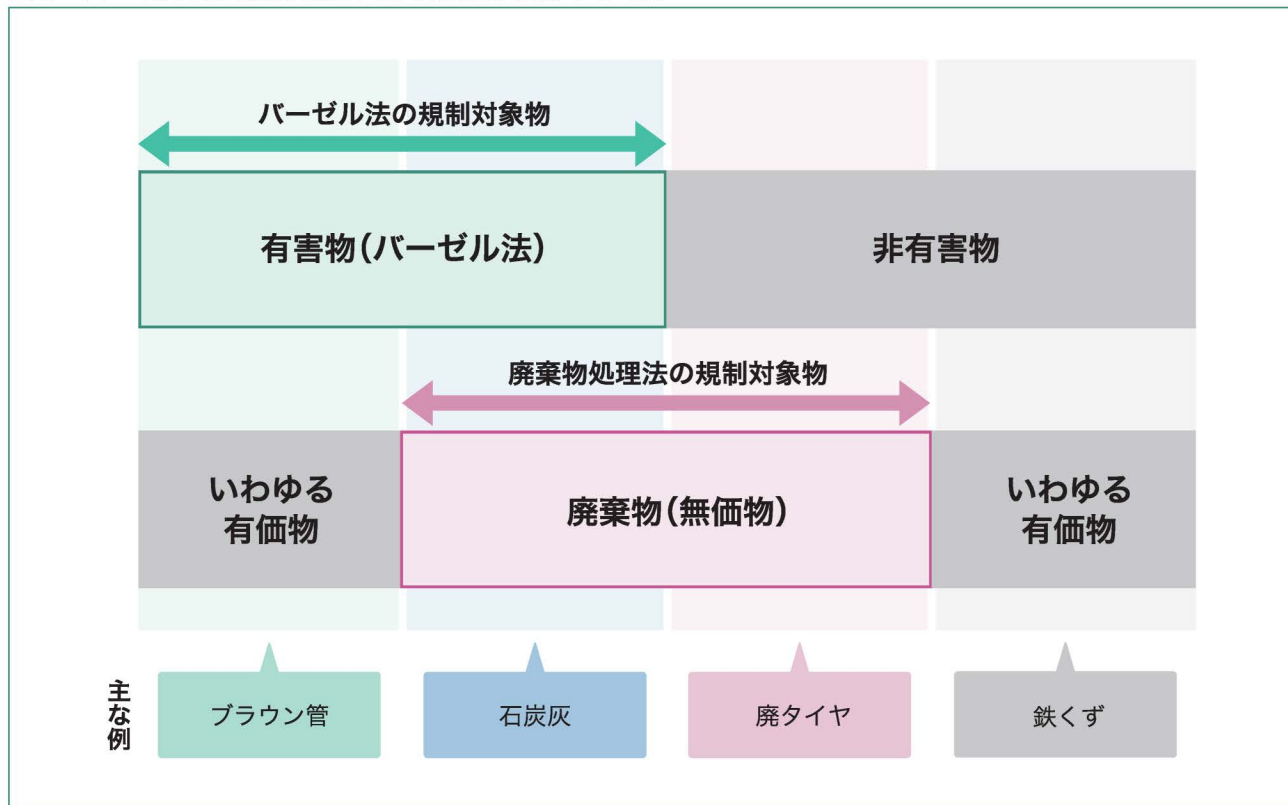 バーゼル法の規制対象物
有害物(バーゼル法)
非有害物
廃棄物処理法の規制対象物
いわゆる
有価物
廃棄物(無価物)
いわゆる
有価物
主な例
ブラウン管
石炭灰
廃タイヤ
鉄くず